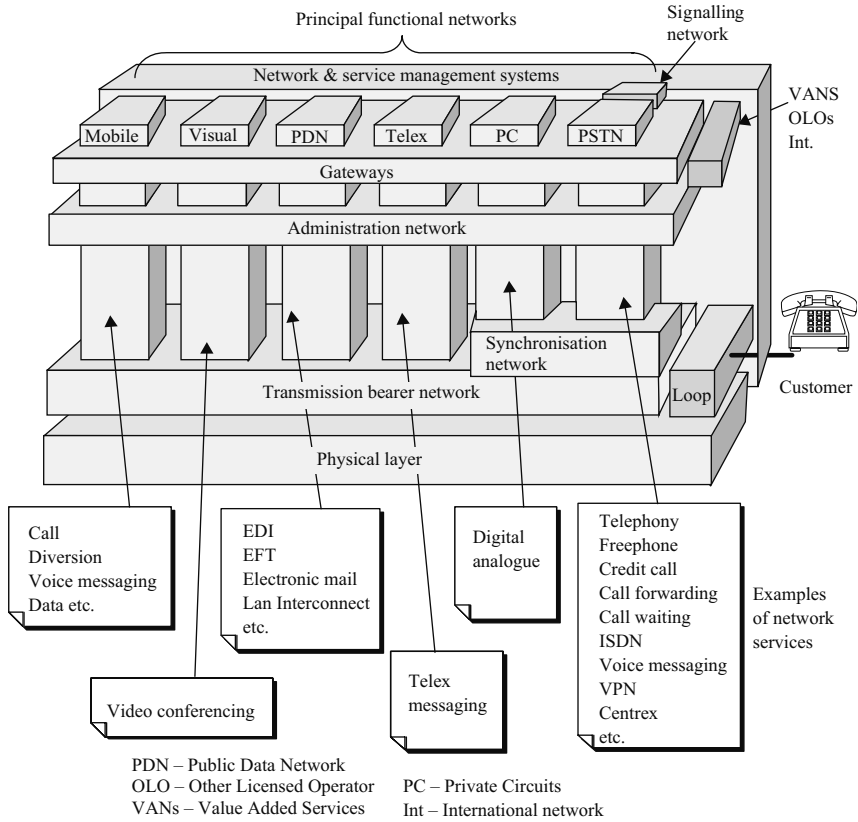 Principal functional networks
Signalling
network
Network & service management systems
VANS
OLOs
Int.
Mobile
Visual
PDN
Telex
PC
PSTN
Gateways
Administration network
Synchronisation
network
Transmission bearer network
Loop
Customer
Physical layer
Call
Diversion
Voice messaging
Data etc.
EDI
EFT
Electronic mail
Lan Interconnect
etc.
Digital
analogue
Telephony
Freephone
Credit call
Call forwarding
Call waiting
ISDN
Voice messaging
VPN
Centrex
etc.
Examples
of network
services
Video conferencing
Telex
messaging
PDN – Public Data Network
OLO – Other Licensed Operator
VANs – Value Added Services
PC – Private Circuits
Int – International network